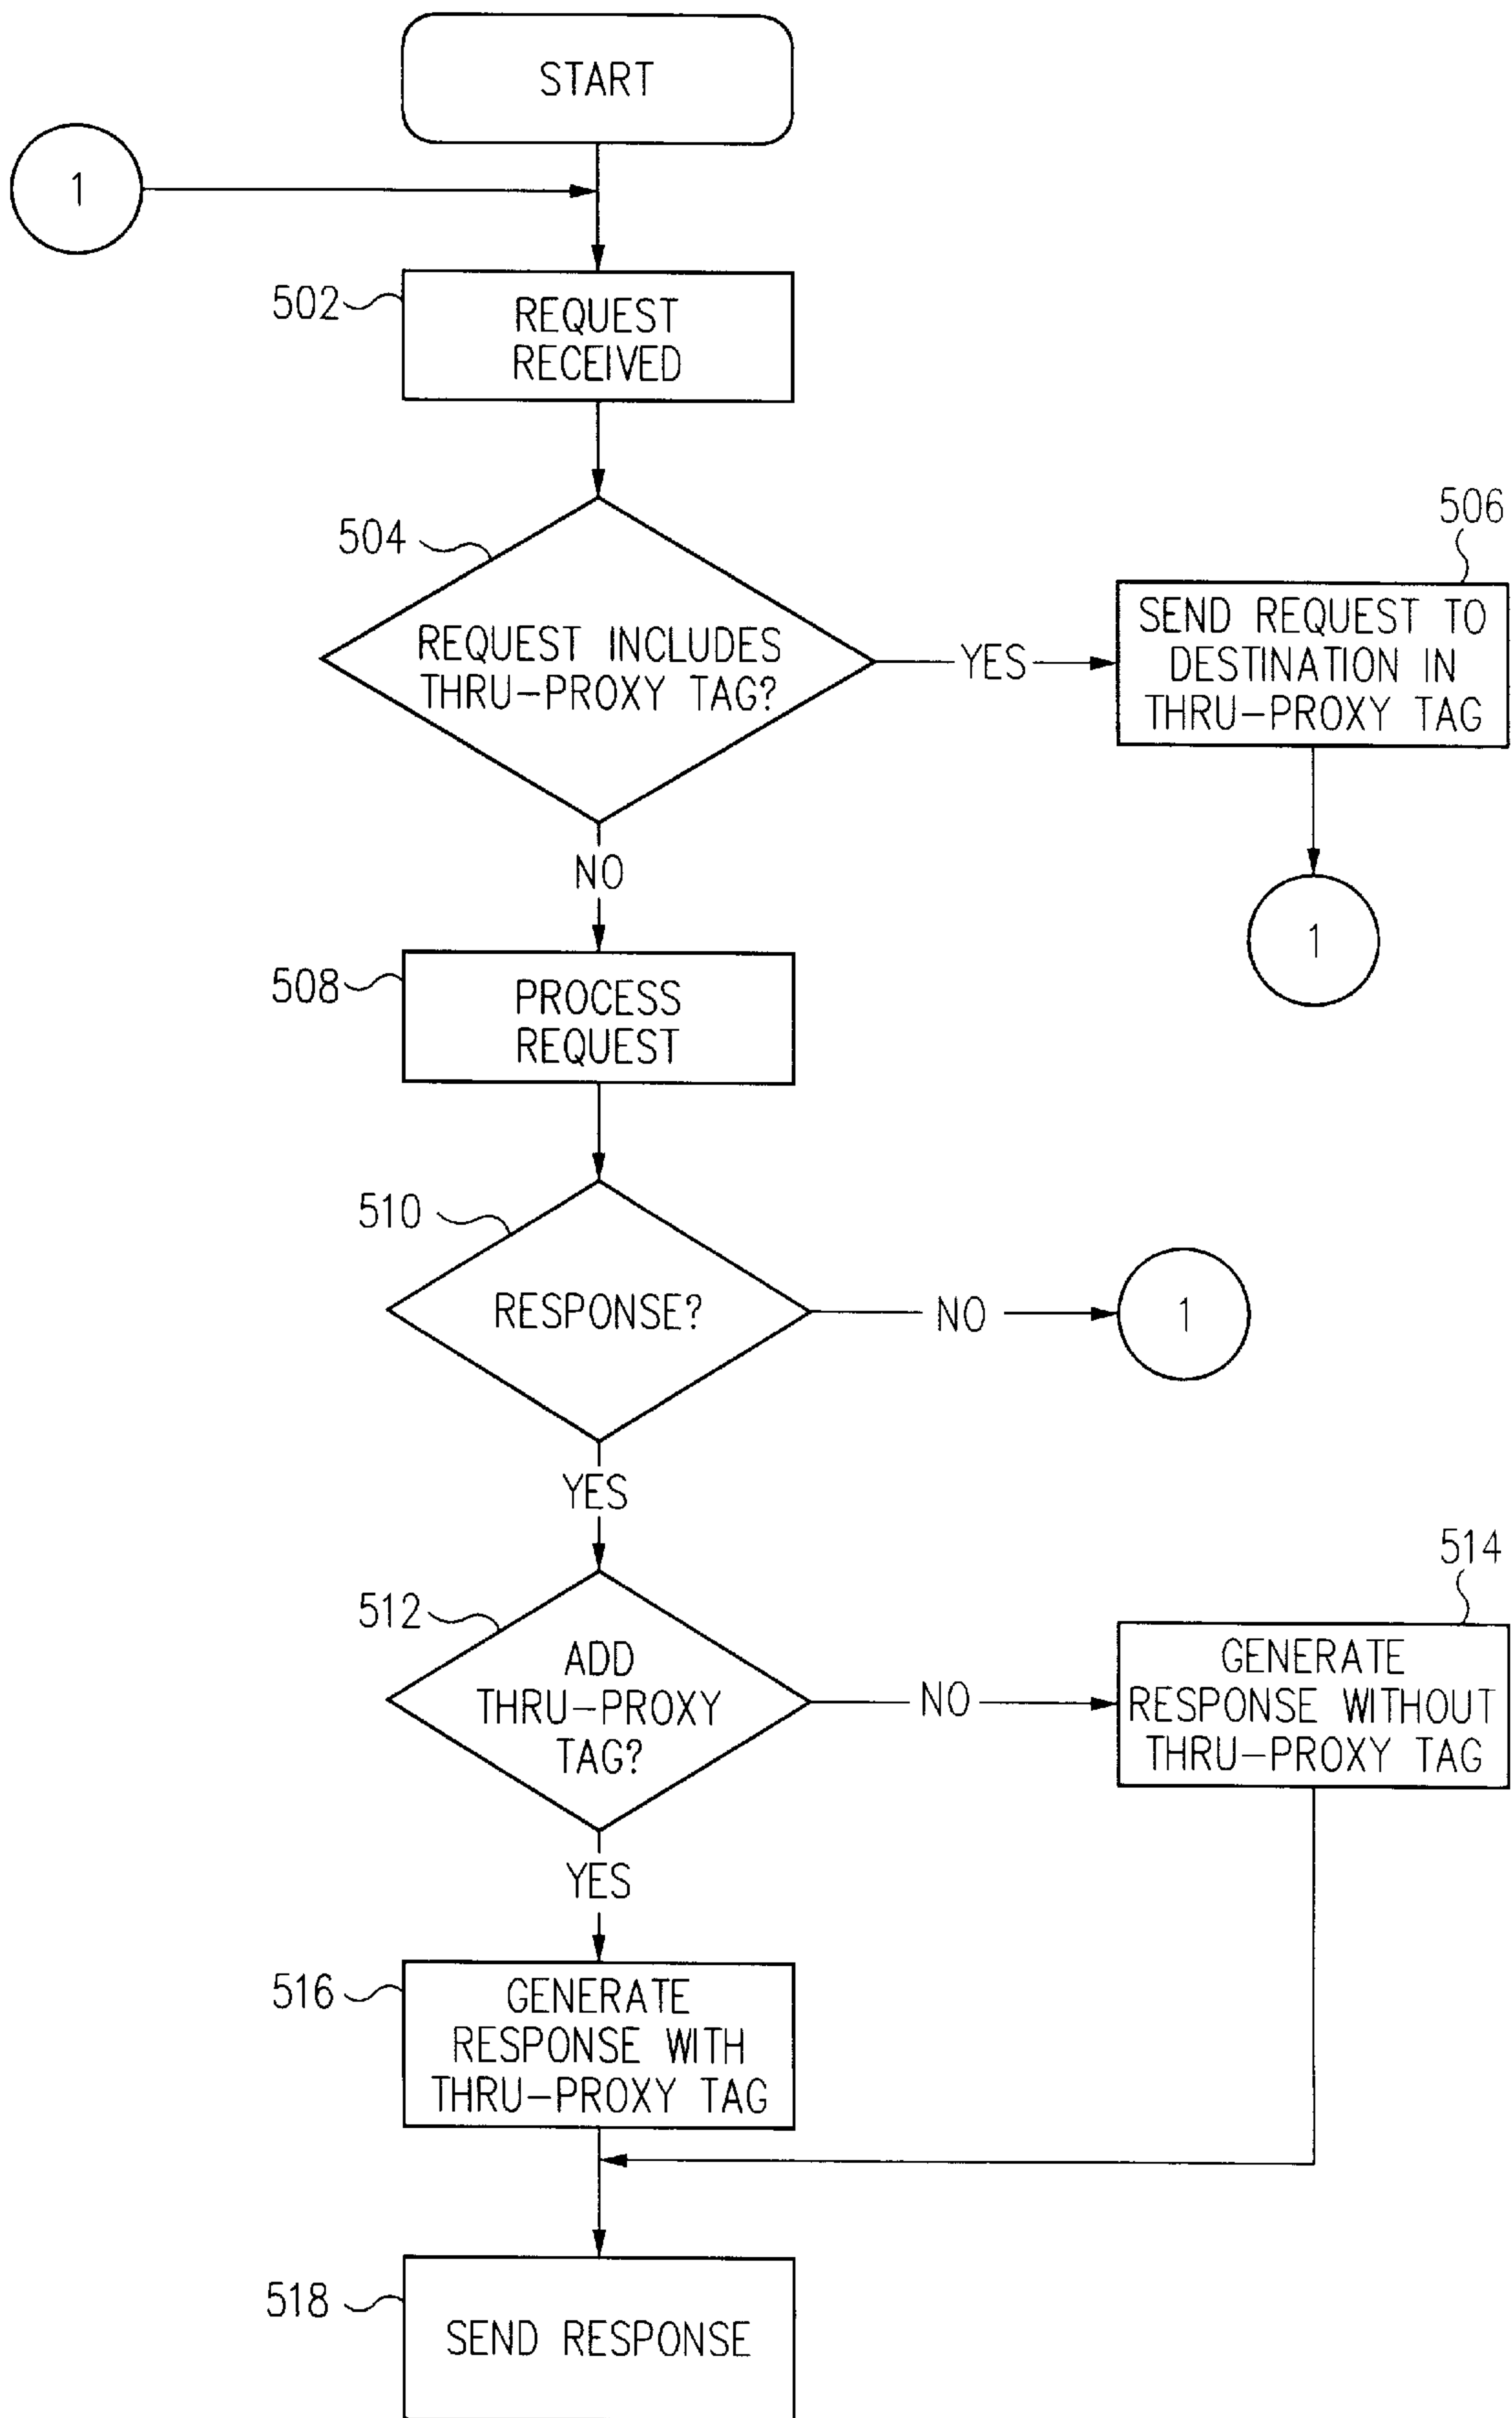 START
1
502
REQUEST
RECEIVED
504
REQUEST INCLUDES
THRU-PROXY TAG?
YES
506
SEND REQUEST TO
DESTINATION IN
THRU-PROXY TAG
1
NO
508
PROCESS
REQUEST
510
RESPONSE?
NO
1
YES
512
ADD
THRU-PROXY
TAG?
NO
514
GENERATE
RESPONSE WITHOUT
THRU-PROXY TAG
YES
516
GENERATE
RESPONSE WITH
THRU-PROXY TAG
518
SEND RESPONSE